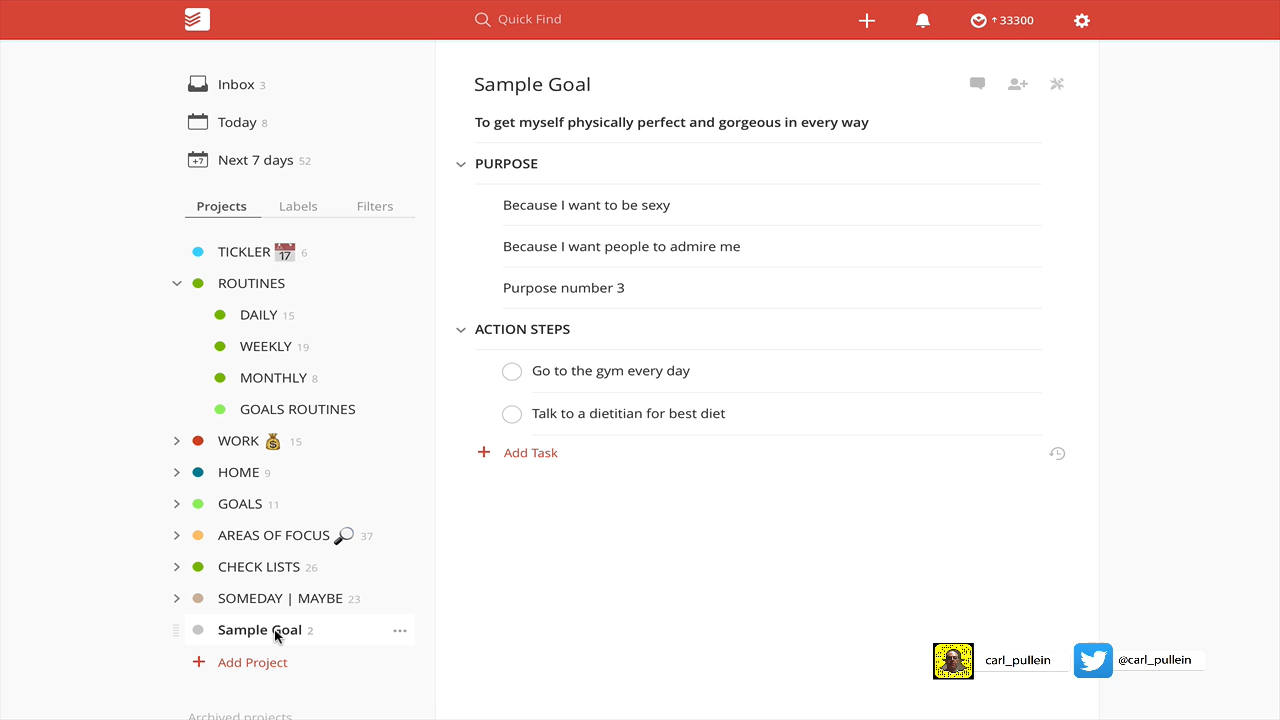 Quick Find
33300
Inbox 3
Today 8
+7 Next 7 days 52
Projects Labels Filters
TICKLER 17 6
ROUTINES
DAILY 15
WEEKLY 19
MONTHLY 8
GOALS ROUTINES
WORK 15
HOME 9
GOALS 11
AREAS OF FOCUS 37
CHECK LISTS 26
SOMEDAY | MAYBE 23
Sample Goal 2
Add Project
Archived projects
Sample Goal
To get myself physically perfect and gorgeous in every way
PURPOSE
Because I want to be sexy
Because I want people to admire me
Purpose number 3
ACTION STEPS
Go to the gym every day
Talk to a dietitian for best diet
Add Task
carl_pullein
@carl_pullein